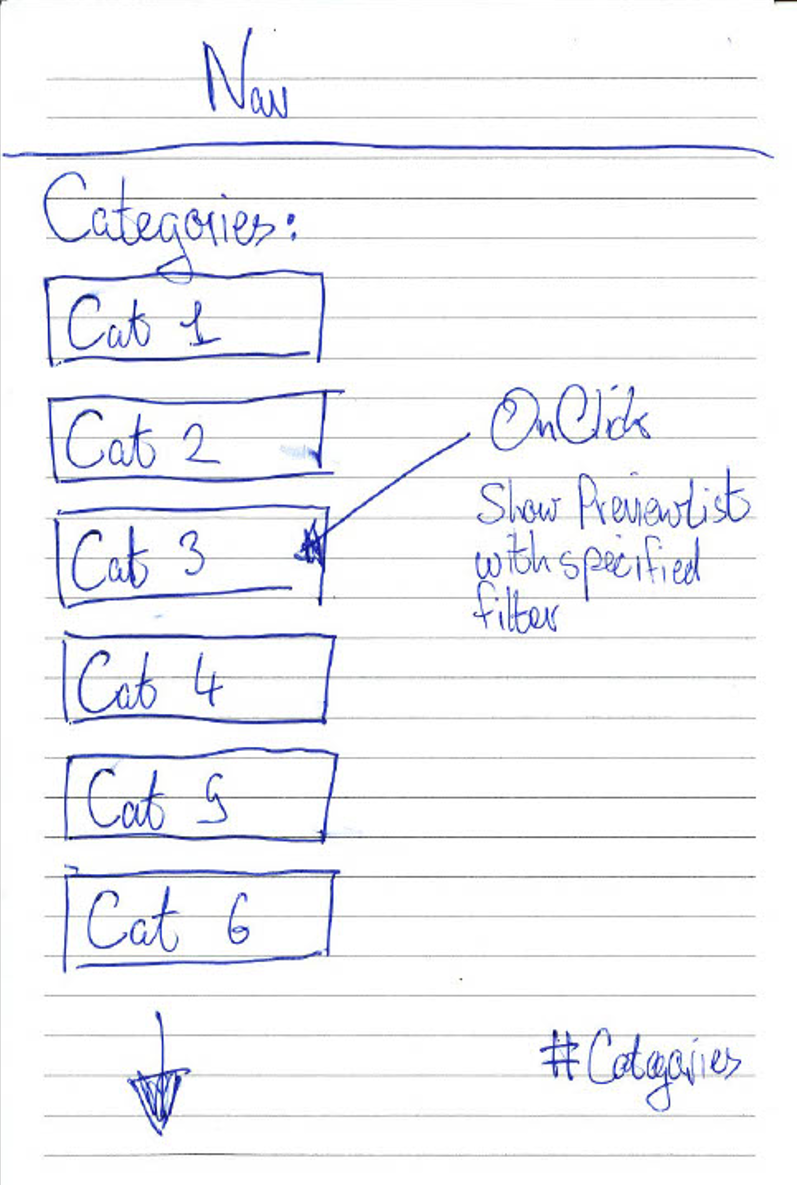 Nav
Categories:
Cat 1
Cat 2
OnClick
Show Previewlist
with specified
filter
Cat 3
Cat 4
Cat 5
Cat 6
#Categories